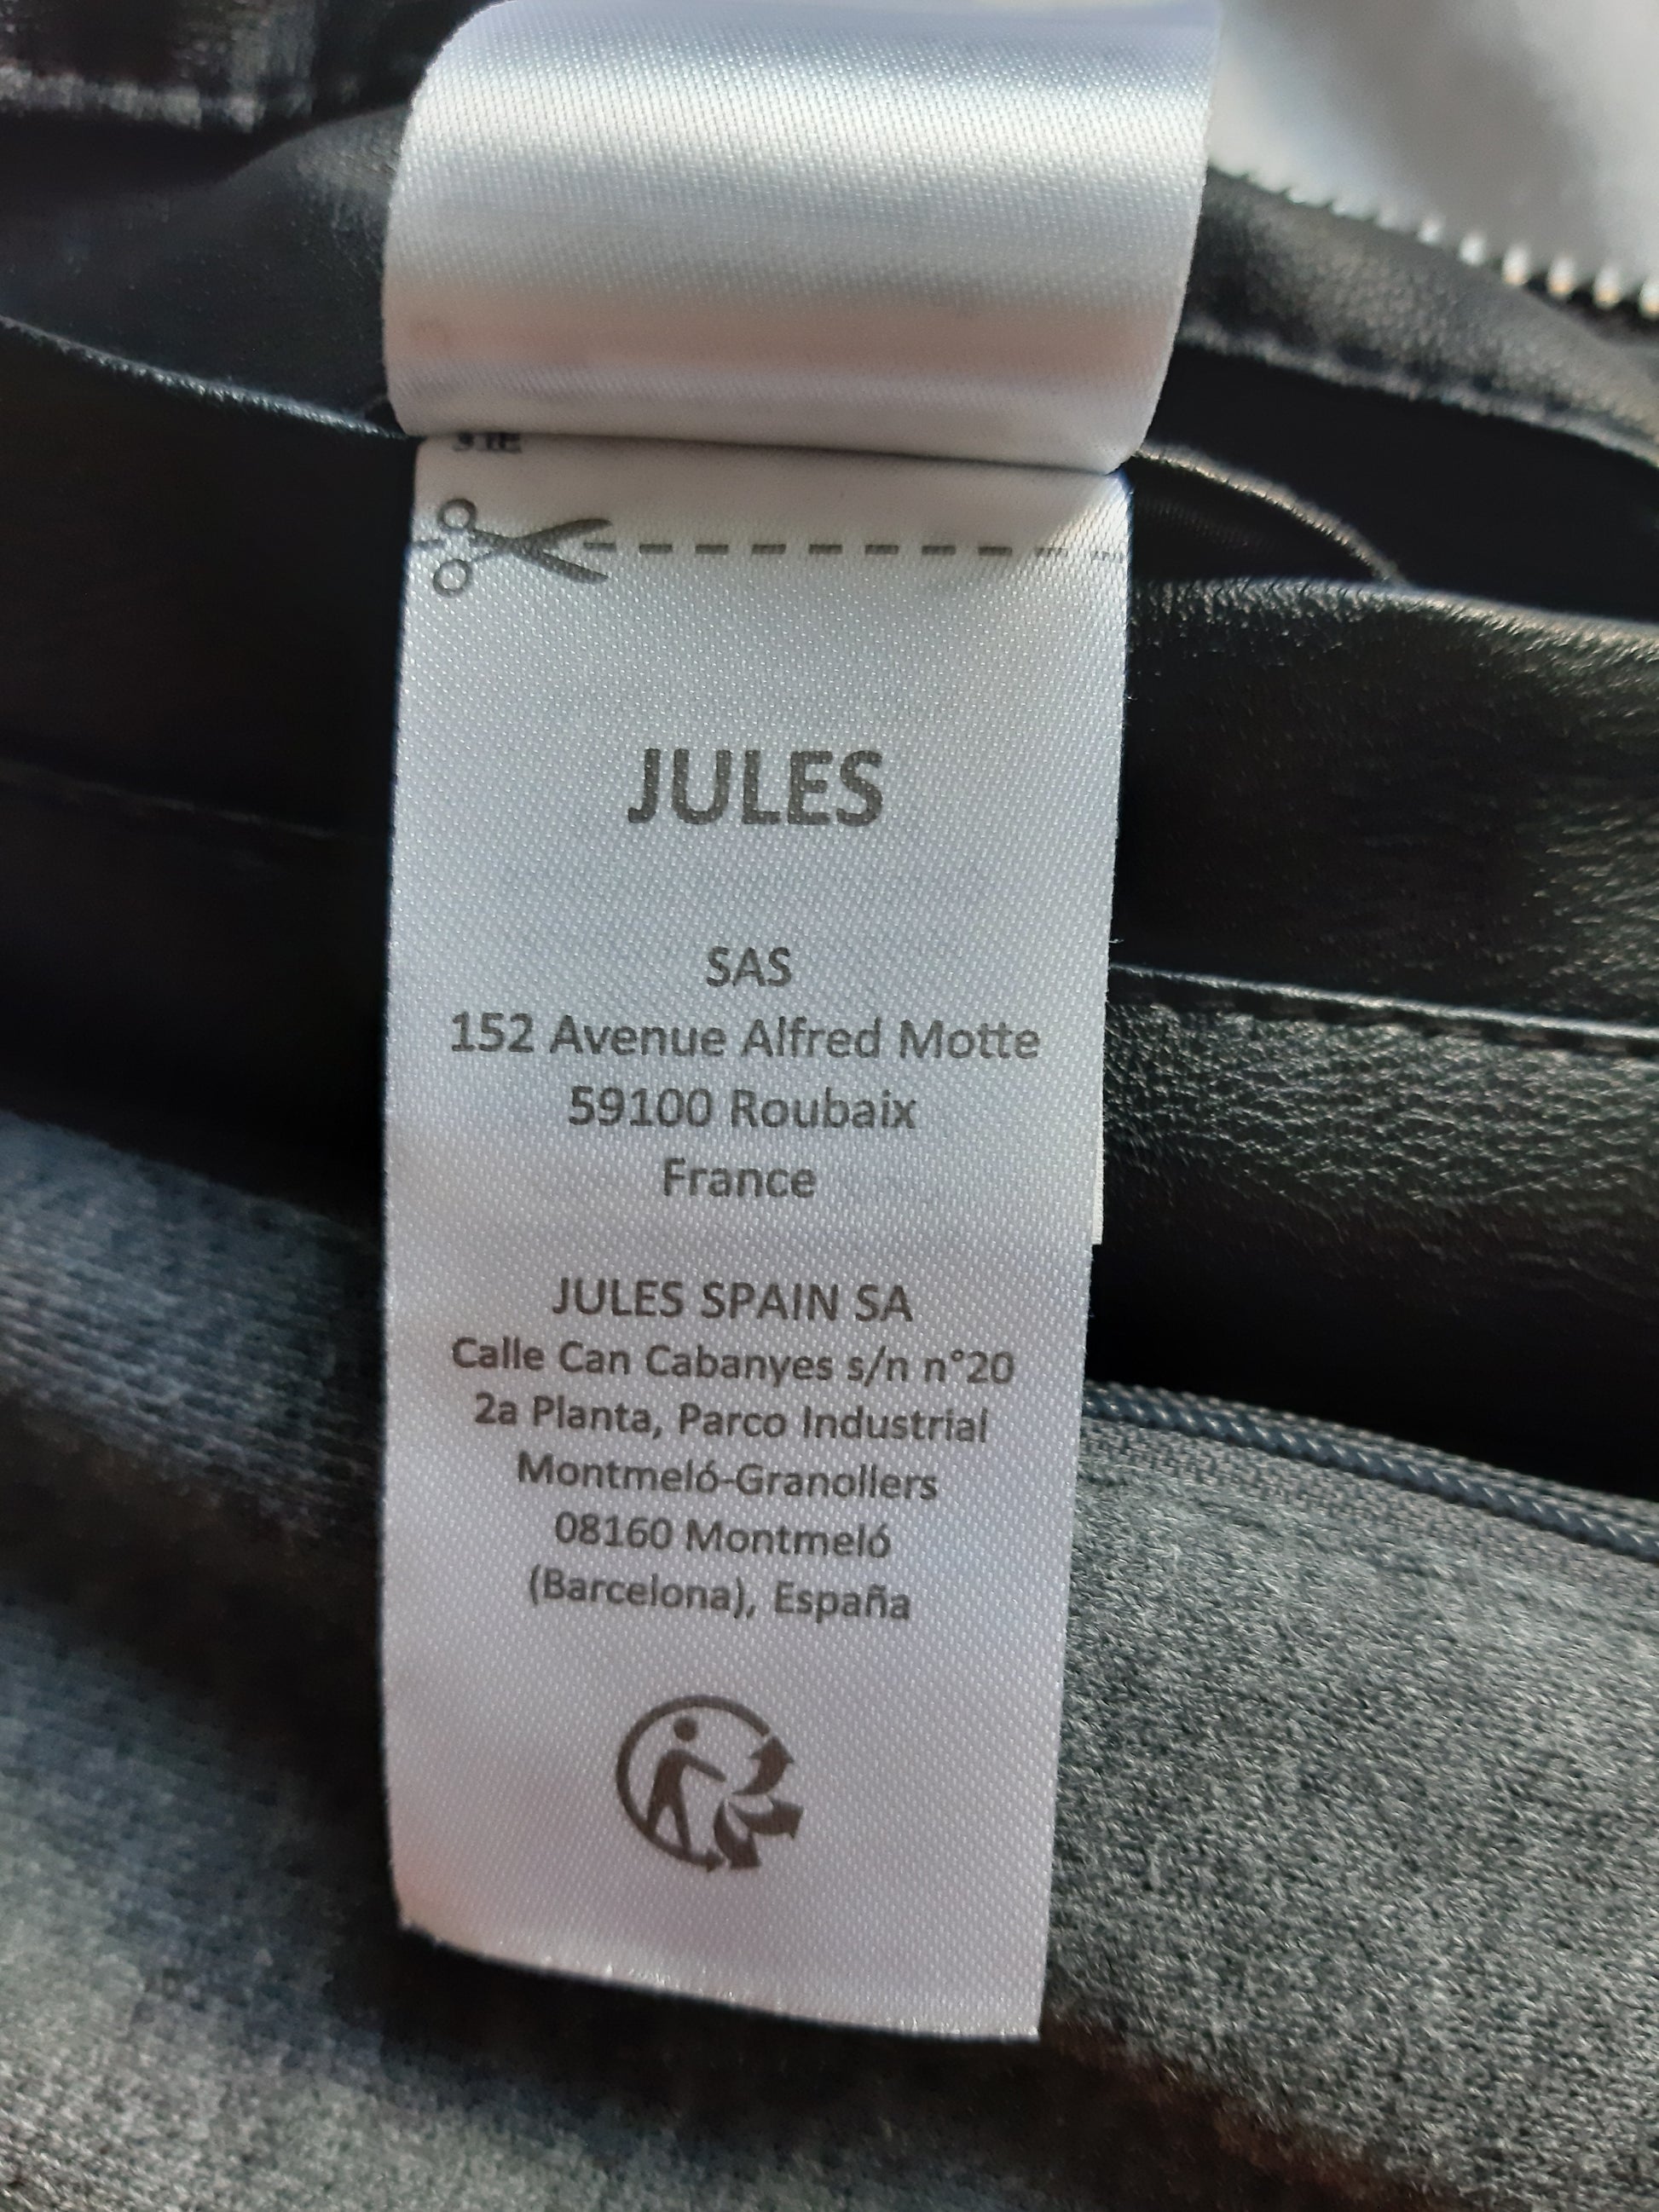 JULES
SAS
152 Avenue Alfred Motte
59100 Roubaix
France
JULES SPAIN SA
Calle Can Cabanyes s/n n°20
2a Planta, Parco Industrial
Montmeló-Granollers
08160 Montmeló
(Barcelona), España